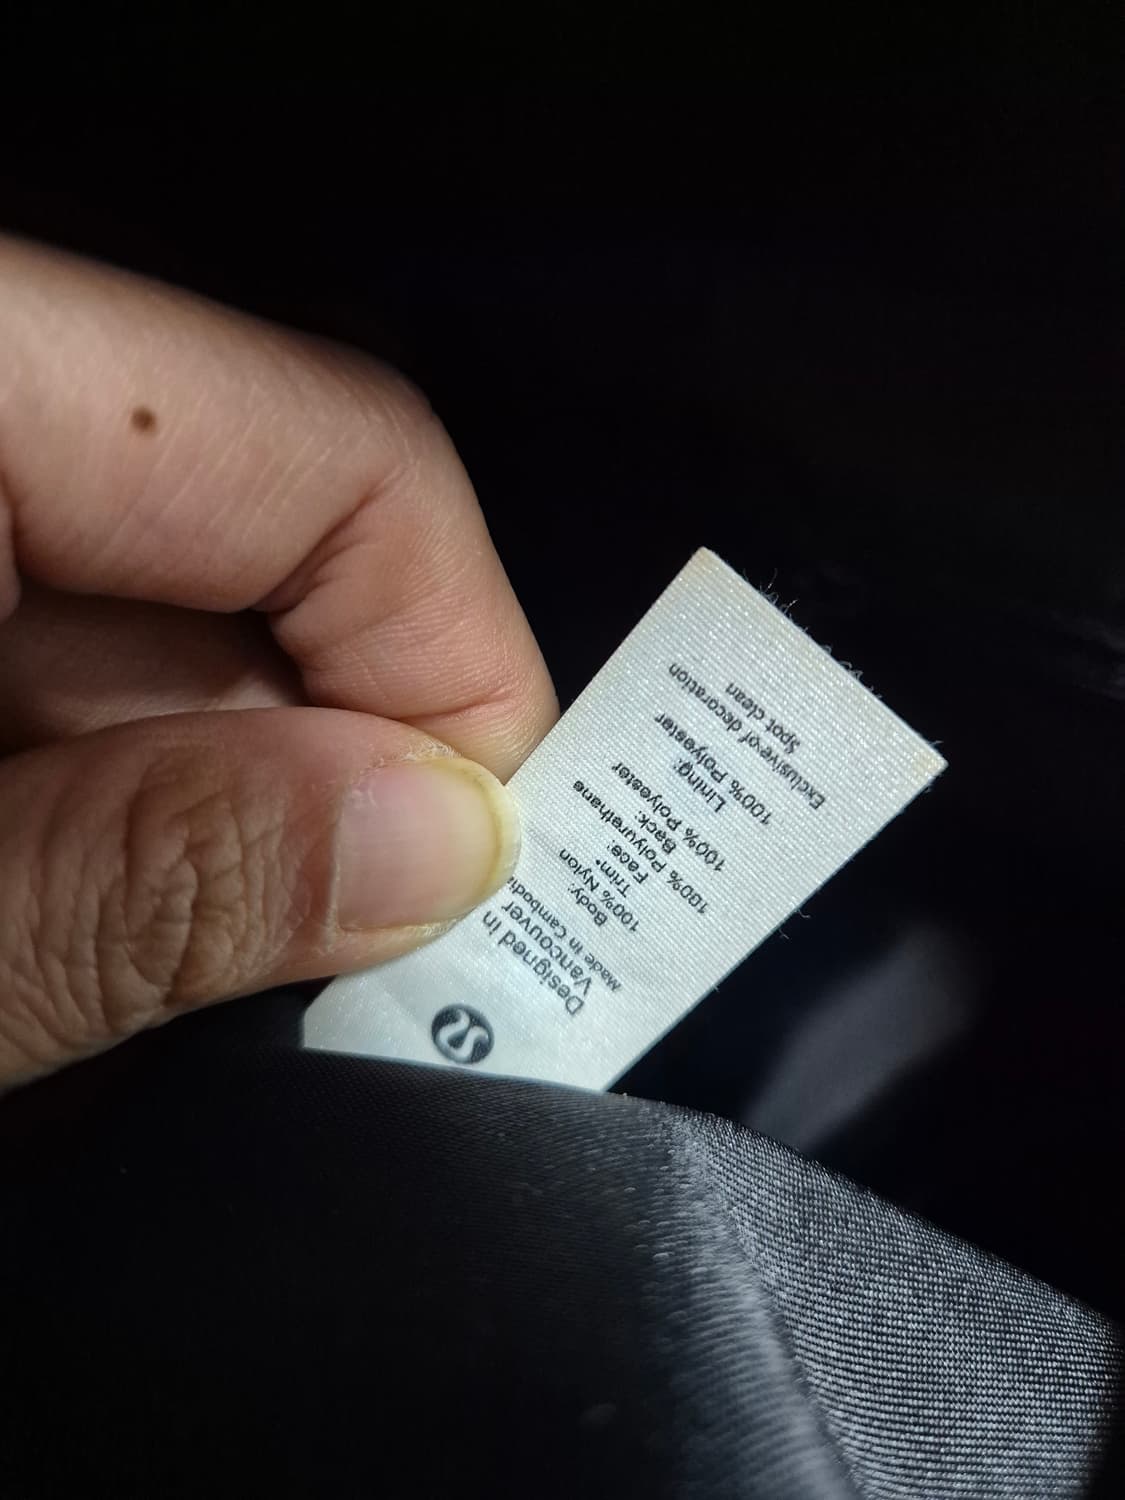 Designed in
Vancouver
Made in Cambodia
Body:
100% Nylon
Trim*
Face:
100% Polyurethane
Back:
100% Polyester
Lining:
100% Polyester
Exclusive of decoration
Spot clean